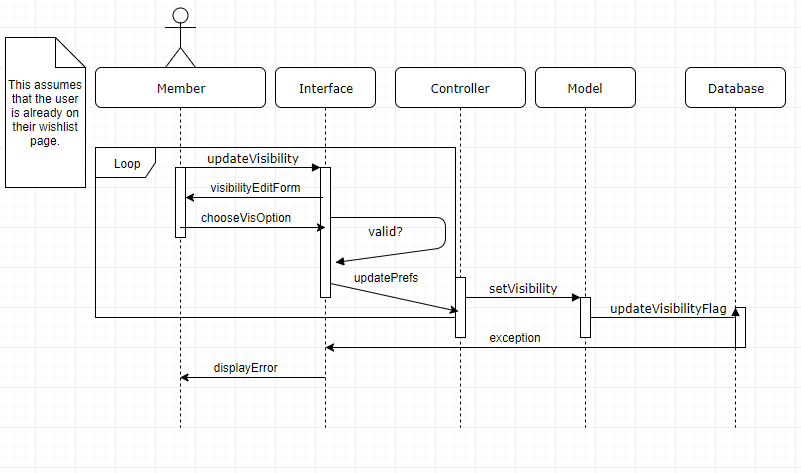 This assumes
that the user
is already on
their wishlist
page.
Member
Interface
Controller
Model
Database
Loop
updateVisibility
visibilityEditForm
chooseVisOption
valid?
updatePrefs
setVisibility
updateVisibilityFlag
exception
displayError